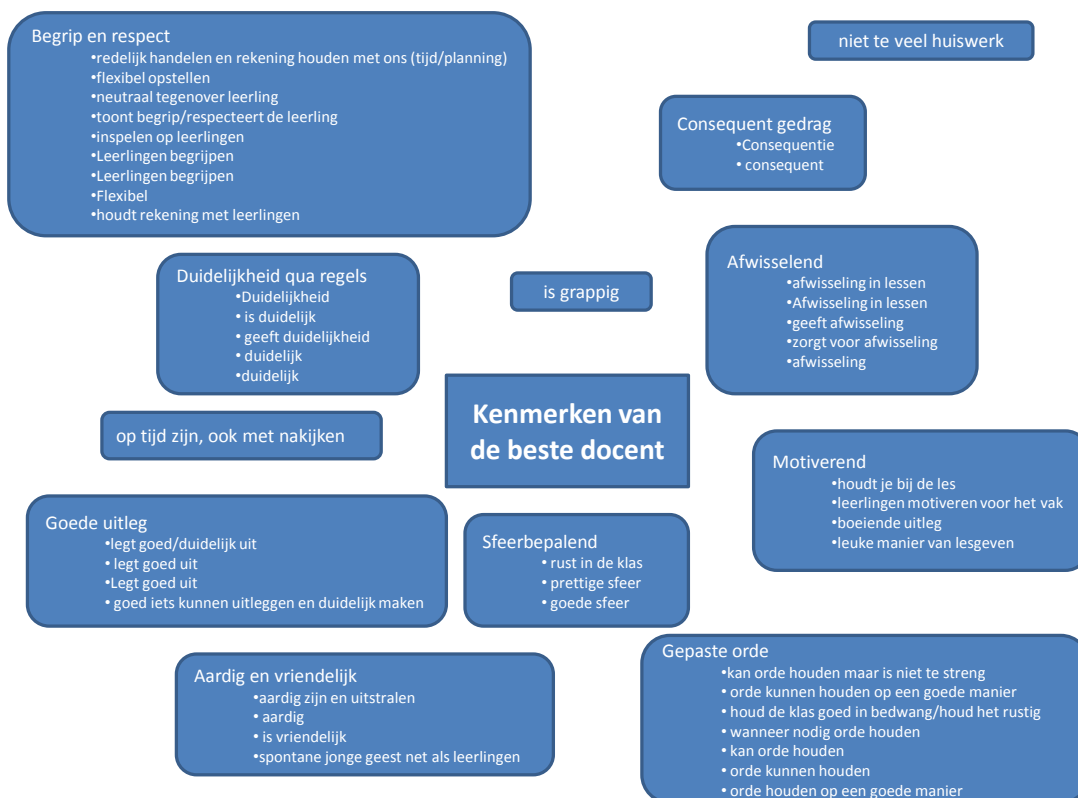 Begrip en respect
•redelijk handelen en rekening houden met ons (tijd/planning)
•flexibel opstellen
•neutraal tegenover leerling
•toont begrip/respecteert de leerling
•inspelen op leerlingen
•Leerlingen begrijpen
•Leerlingen begrijpen
•Flexibel
•houdt rekening met leerlingen
niet te veel huiswerk
Consequent gedrag
•Consequentie
• consequent
Duidelijkheid qua regels
•Duidelijkheid
• is duidelijk
• geeft duidelijkheid
• duidelijk
•duidelijk
is grappig
Afwisselend
•afwisseling in lessen
•Afwisseling in lessen
•geeft afwisseling
•zorgt voor afwisseling
•afwisseling
Kenmerken van
de beste docent
op tijd zijn, ook met nakijken
Motiverend
•houdt je bij de les
•leerlingen motiveren voor het vak
•boeiende uitleg
•leuke manier van lesgeven
Goede uitleg
•legt goed/duidelijk uit
• legt goed uit
•Legt goed uit
• goed iets kunnen uitleggen en duidelijk maken
Sfeerbepalend
• rust in de klas
• prettige sfeer
• goede sfeer
Aardig en vriendelijk
•aardig zijn en uitstralen
• aardig
• is vriendelijk
•spontane jonge geest net als leerlingen
Gepaste orde
•kan orde houden maar is niet te streng
• orde kunnen houden op een goede manier
• houd de klas goed in bedwang/houd het rustig
• wanneer nodig orde houden
• kan orde houden
• orde kunnen houden
• orde houden op een goede manier